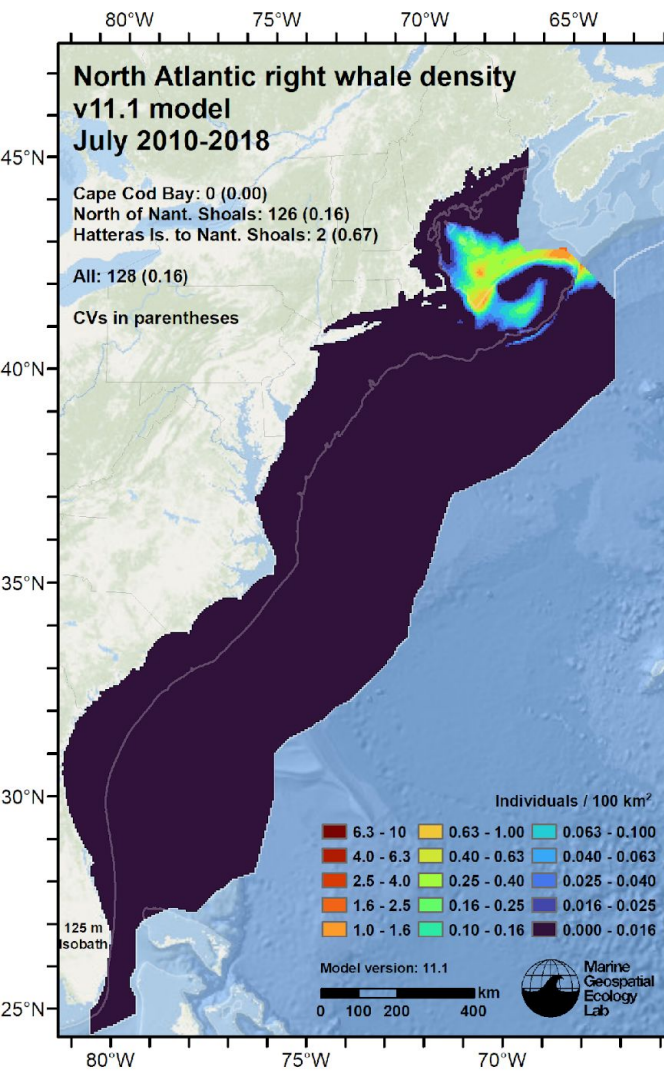 80°W 75°W 70°W 65°W
North Atlantic right whale density
v11.1 model
July 2010-2018
45°N
Cape Cod Bay: 0 (0.00)
North of Nant. Shoals: 126 (0.16)
Hatteras Is. to Nant. Shoals: 2 (0.67)
All: 128 (0.16)
CVs in parentheses
40°N
35°N
30°N
Individuals / 100 km²
6.3 - 10 0.63 - 1.00 0.063 - 0.100
4.0 - 6.3 0.40 - 0.63 0.040 - 0.063
2.5 - 4.0 0.25 - 0.40 0.025 - 0.040
1.6 - 2.5 0.16 - 0.25 0.016 - 0.025
1.0 - 1.6 0.10 - 0.16 0.000 - 0.016
125 m
Isobath
Model version: 11.1
km
0 100 200 400
Marine
Geospatial
Ecology
Lab
25°N
80°W 75°W 70°W